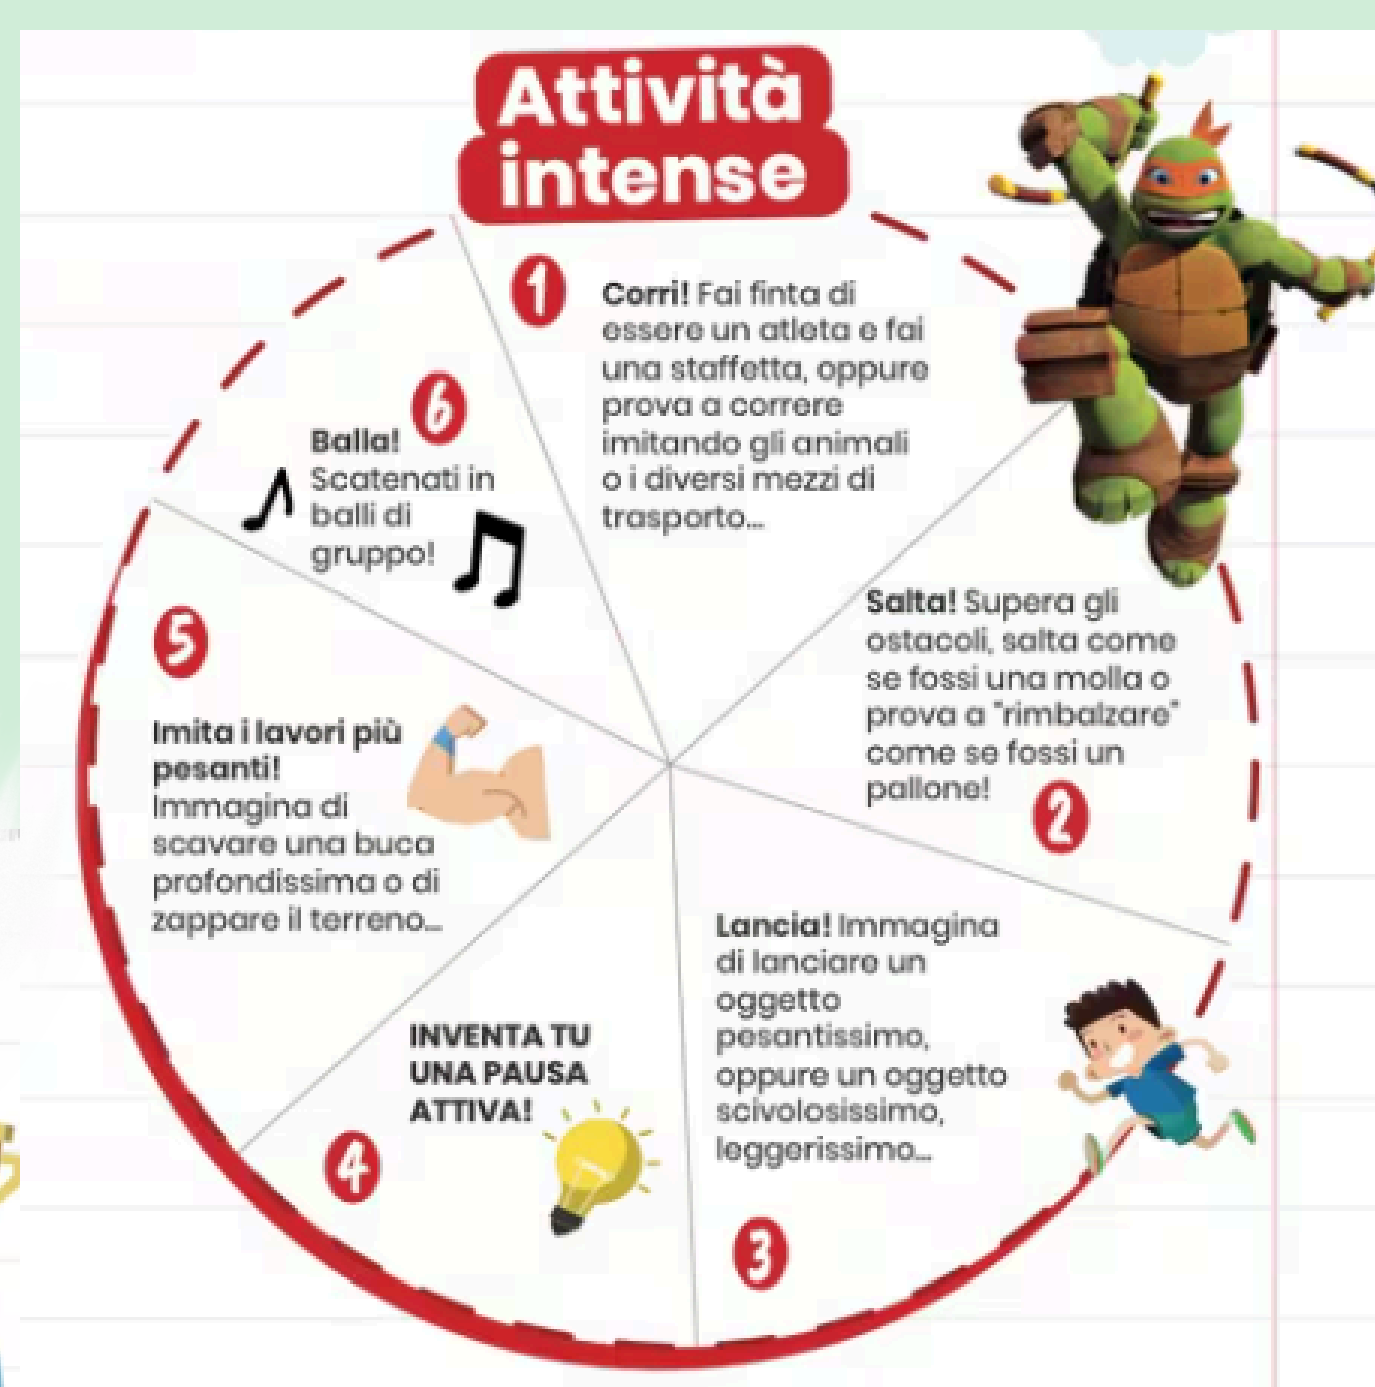 Attività
intense
1
Corri! Fai finta di
essere un atleta e fai
una staffetta, oppure
prova a correre
imitando gli animali
o i diversi mezzi di
trasporto...
Salta! Supera gli
ostacoli, salta come
se fossi una molla o
prova a "rimbalzare"
come se fossi un
pallone!
2
Lancia! Immagina
di lanciare un
oggetto
pesantissimo,
oppure un oggetto
scivolosissimo,
leggerissimo...
3
INVENTA TU
UNA PAUSA
ATTIVA!
4
5
Imita i lavori più
pesanti!
Immagina di
scavare una buca
profondissima o di
zappare il terreno...
6
Balla!
Scatenati in
balli di
gruppo!